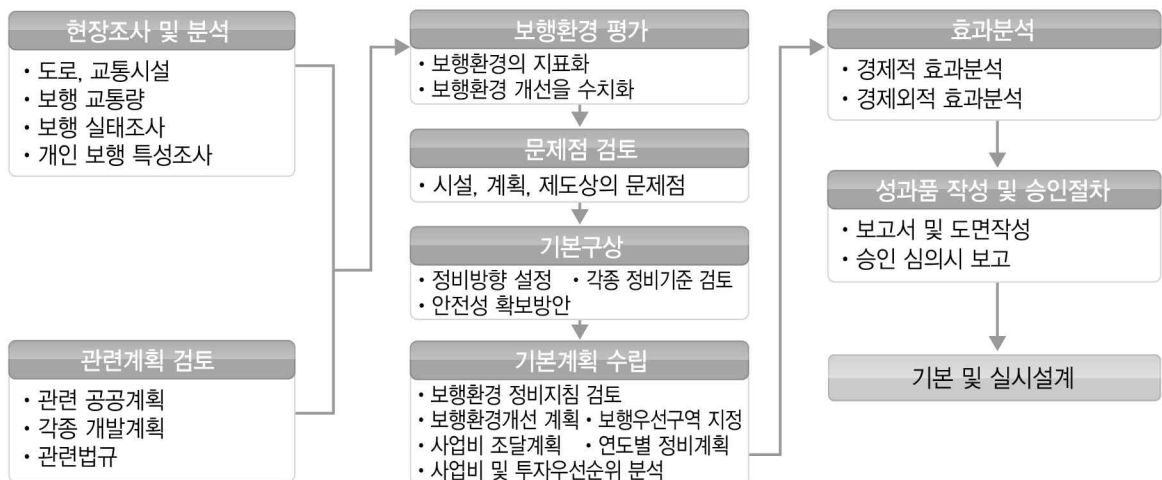 현장조사 및 분석
• 도로, 교통시설
• 보행 교통량
• 보행 실태조사
• 개인 보행 특성조사
관련계획 검토
• 관련 공공계획
• 각종 개발계획
• 관련법규
보행환경 평가
• 보행환경의 지표화
• 보행환경 개선을 수치화
문제점 검토
• 시설, 계획, 제도상의 문제점
기본구상
• 정비방향 설정 • 각종 정비기준 검토
• 안전성 확보방안
기본계획 수립
• 보행환경 정비지침 검토
• 보행환경개선 계획 • 보행우선구역 지정
• 사업비 조달계획 • 연도별 정비계획
• 사업비 및 투자우선순위 분석
효과분석
• 경제적 효과분석
• 경제외적 효과분석
성과품 작성 및 승인절차
• 보고서 및 도면작성
• 승인 심의시 보고
기본 및 실시설계